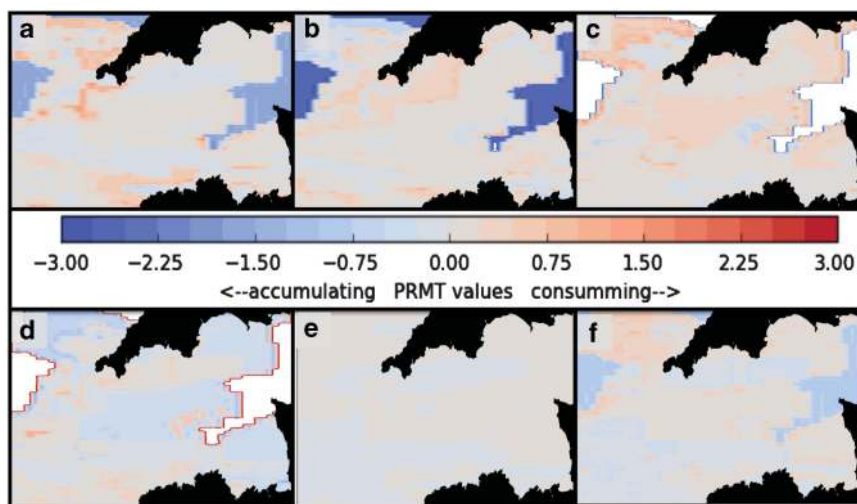 a b c
−3.00 −2.25 −1.50 −0.75 0.00 0.75 1.50 2.25 3.00
<--accumulating PRMT values consumming-->
d e f